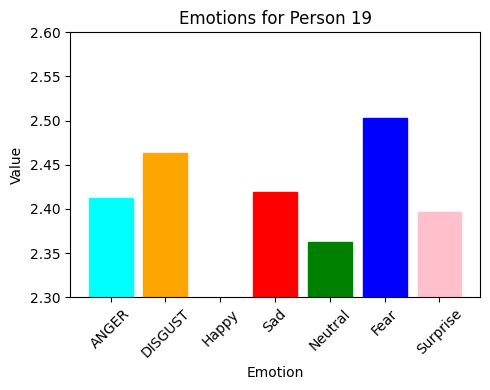 Emotions for Person 19
Value
2.60
2.55
2.50
2.45
2.40
2.35
2.30
ANGER
DISGUST
Happy
Sad
Neutral
Fear
Surprise
Emotion